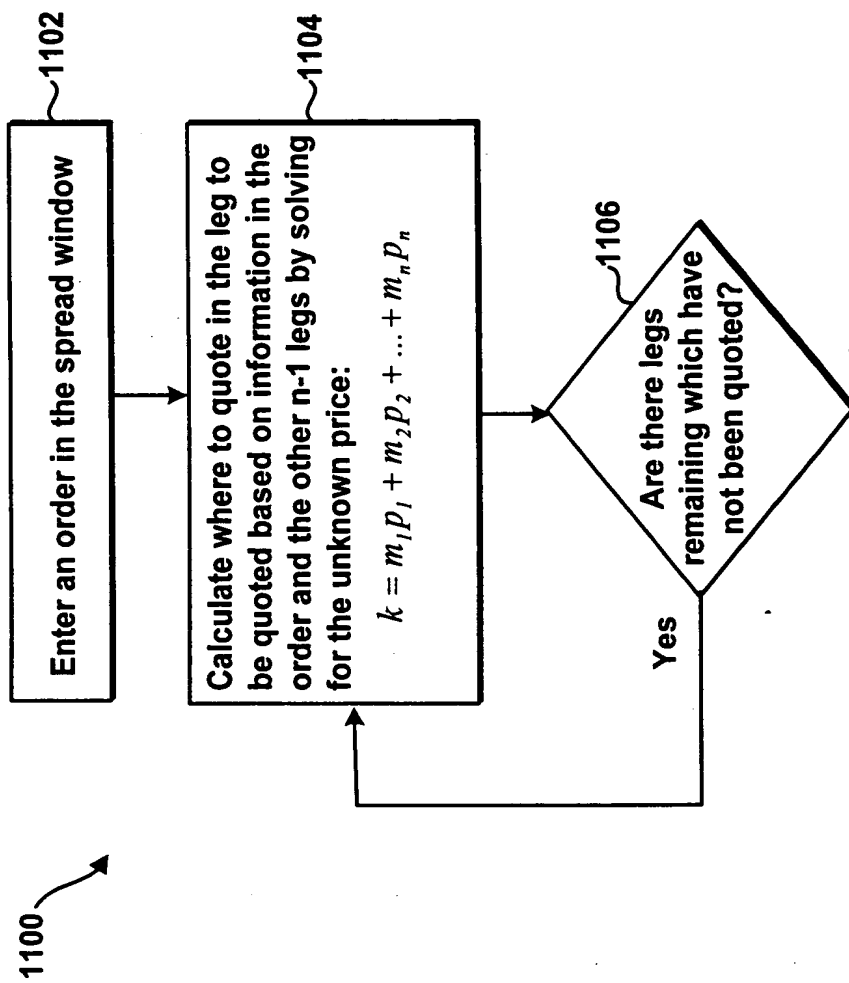 1100
1102
Enter an order in the spread window
1104
Calculate where to quote in the leg to
be quoted based on information in the
order and the other n-1 legs by solving
for the unknown price:
k = m₁p₁ + m₂p₂ + ... + mₙpₙ
1106
Are there legs
remaining which have
not been quoted?
Yes